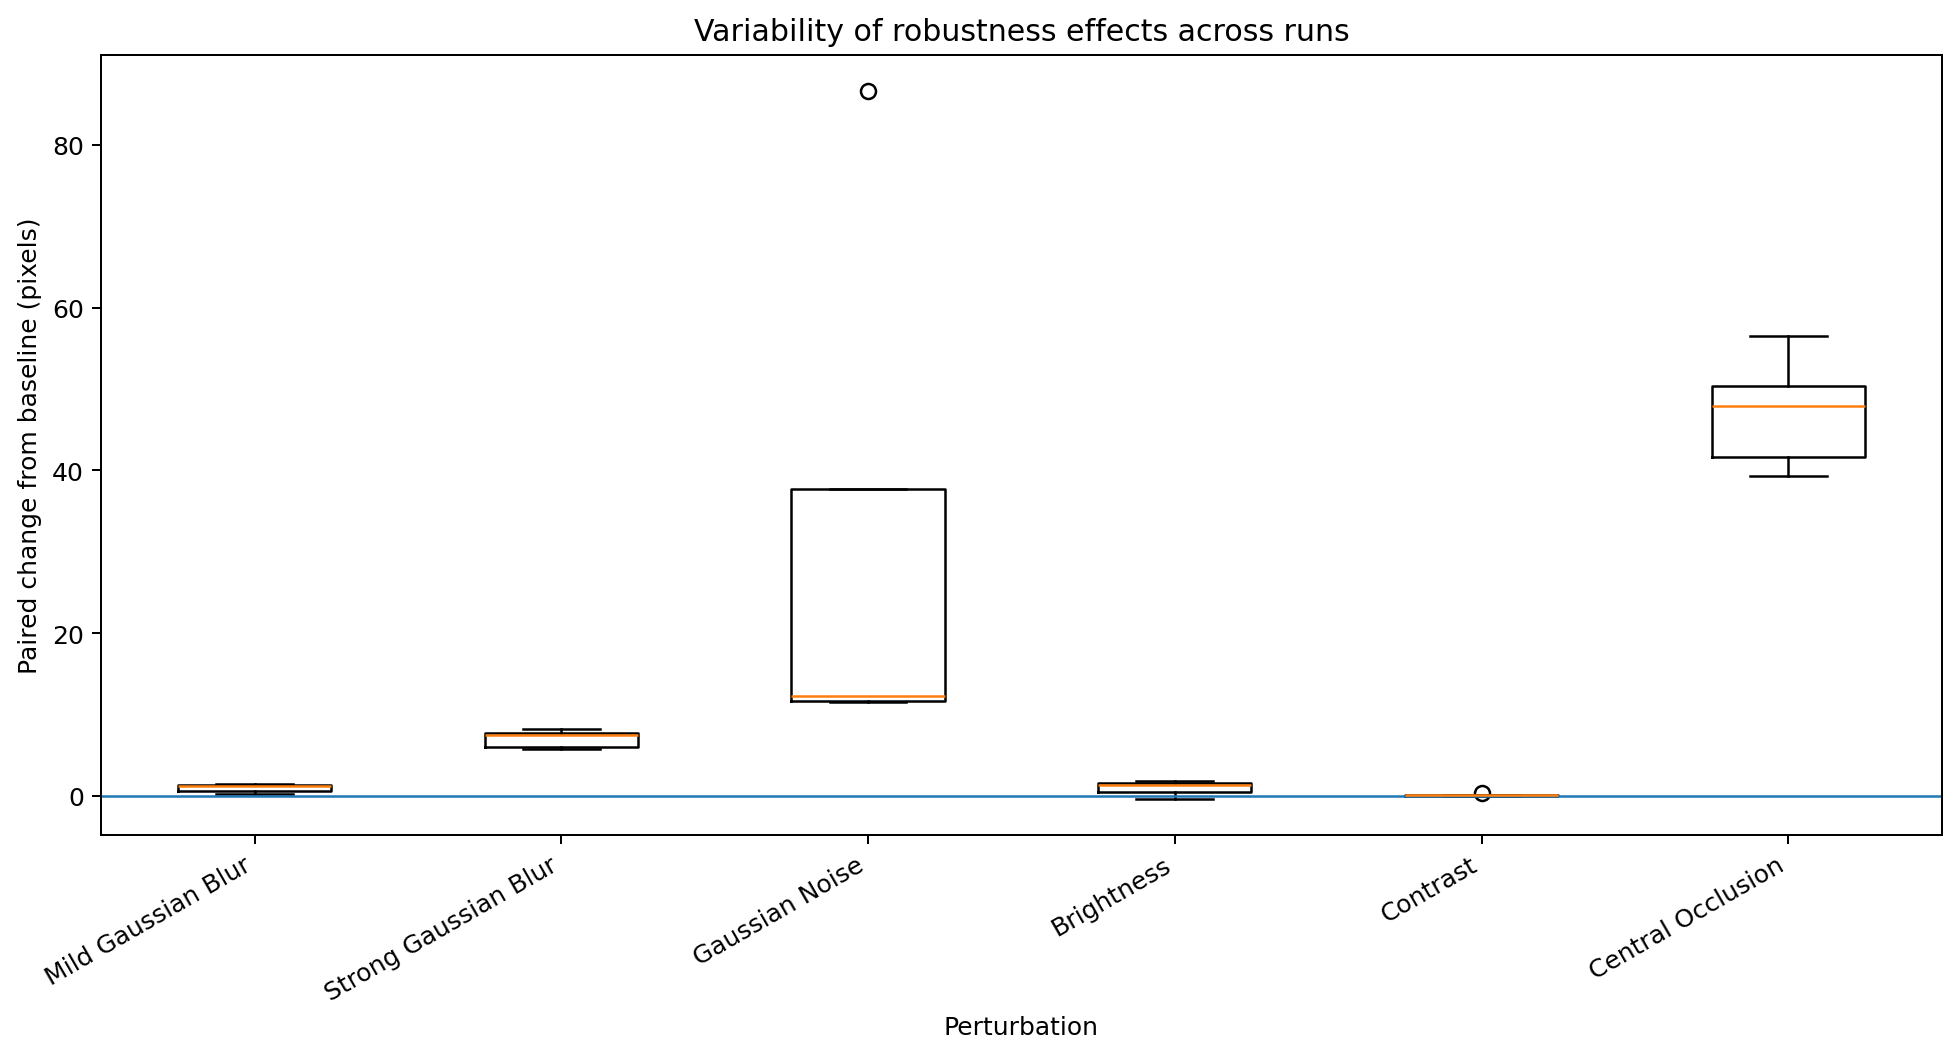 Variability of robustness effects across runs
Paired change from baseline (pixels)
80
60
40
20
0
Mild Gaussian Blur
Strong Gaussian Blur
Gaussian Noise
Brightness
Contrast
Central Occlusion
Perturbation